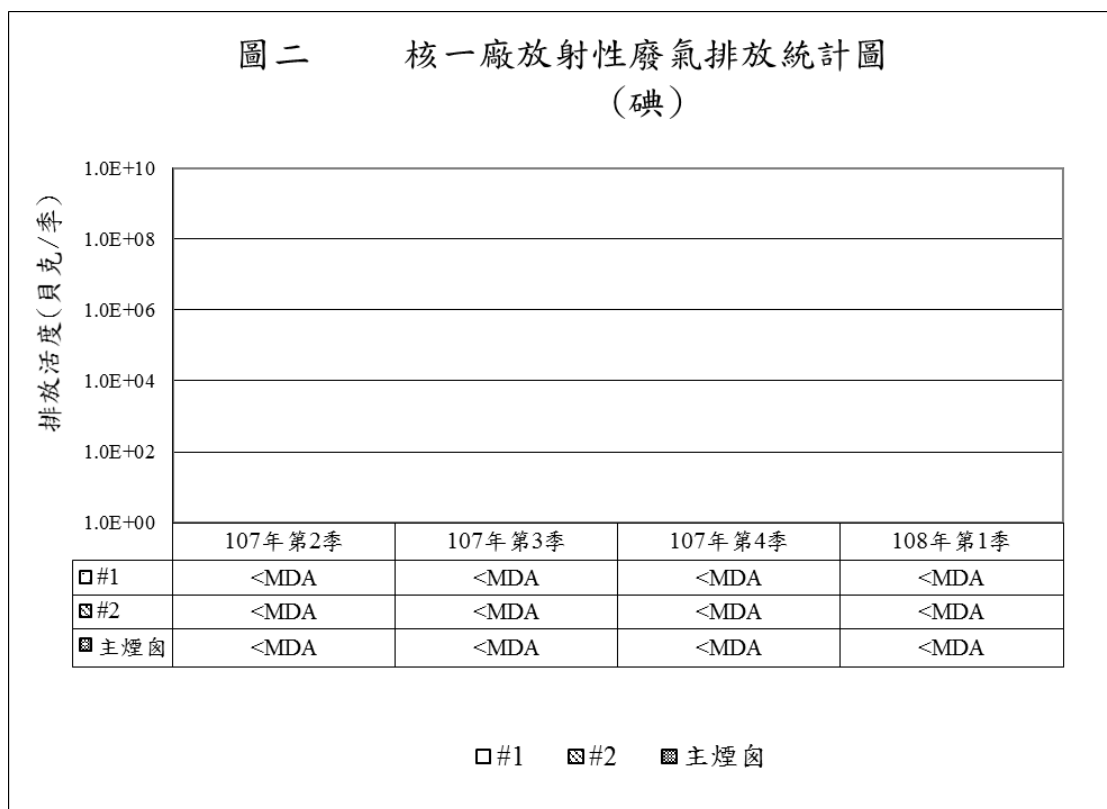 圖二 核一廠放射性廢氣排放統計圖
(碘)
排放活度(貝克/季)
1.0E+10
1.0E+08
1.0E+06
1.0E+04
1.0E+02
1.0E+00
107年第2季 107年第3季 107年第4季 108年第1季
#1 <MDA <MDA <MDA <MDA
#2 <MDA <MDA <MDA <MDA
主煙囪 <MDA <MDA <MDA <MDA
#1 #2 主煙囪